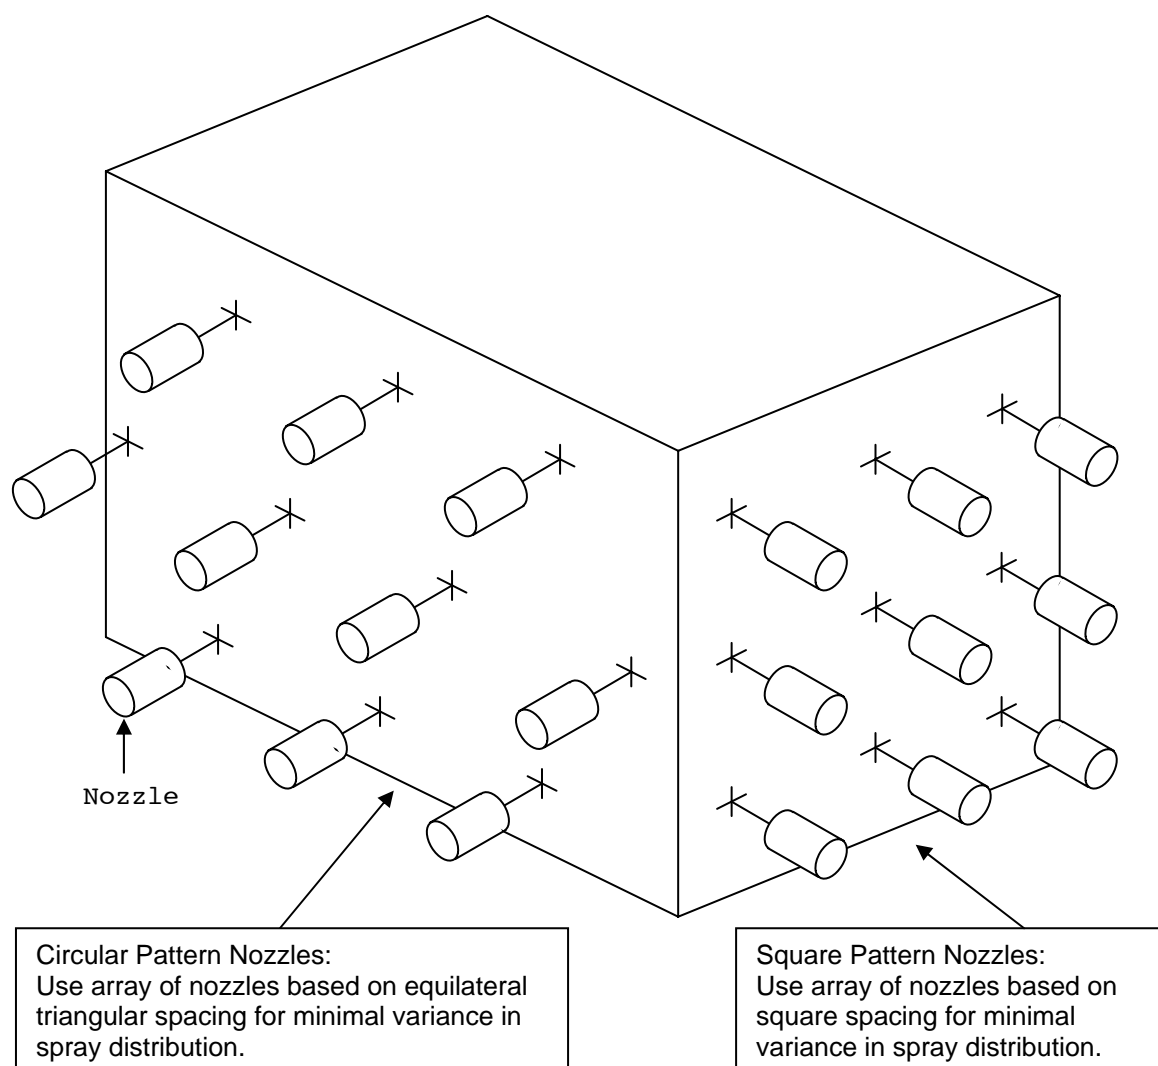 Nozzle
Circular Pattern Nozzles:
Use array of nozzles based on equilateral
triangular spacing for minimal variance in
spray distribution.
Square Pattern Nozzles:
Use array of nozzles based on
square spacing for minimal
variance in spray distribution.